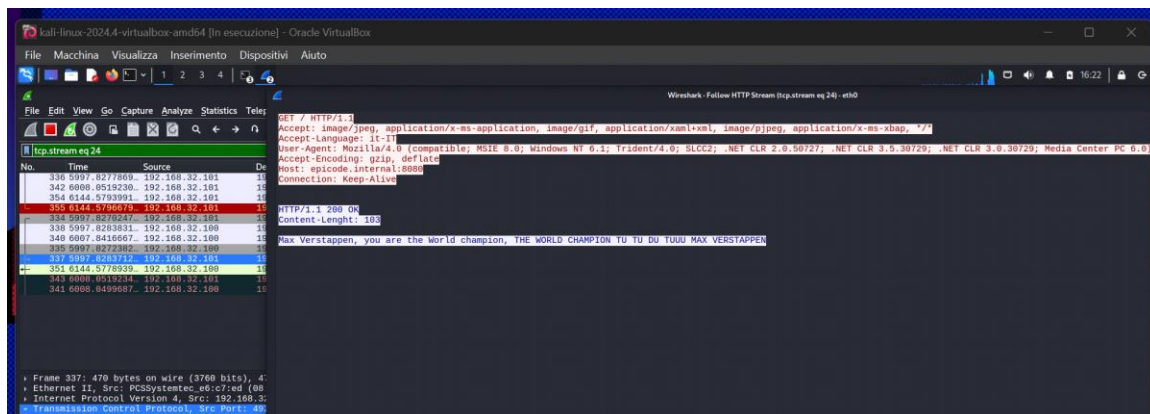 kali-linux-2024.4-virtualbox-amd64 [In esecuzione] - Oracle VirtualBox
File Macchina Visualizza Inserimento Dispositivi Aiuto
1 2 3 4 16:22
Wireshark · Follow HTTP Stream (tcp.stream eq 24) · eth0
File Edit View Go Capture Analyze Statistics
tcp.stream eq 24
No. Time Source
336 5997.8277869… 192.168.32.101
342 6008.0519230… 192.168.32.101
354 6144.5793991… 192.168.32.101
355 6144.5796679… 192.168.32.101
334 5997.8270247… 192.168.32.101
338 5997.8283831… 192.168.32.100
340 6007.8416667… 192.168.32.100
335 5997.8272382… 192.168.32.100
337 5997.8283712… 192.168.32.101
351 6144.5778939… 192.168.32.100
343 6008.0519234… 192.168.32.101
341 6008.0499687… 192.168.32.100
Frame 337: 470 bytes on wire (3760 bits),
Ethernet II, Src: PCSSystemtec_e6:c7:ed (08
Internet Protocol Version 4, Src: 192.168.3
Transmission Control Protocol, Src Port: 49
GET / HTTP/1.1
Accept: image/jpeg, application/x-ms-application, image/gif, application/xaml+xml, image/pjpeg, application/x-ms-xbap, */*
Accept-Language: it-IT
User-Agent: Mozilla/4.0 (compatible; MSIE 8.0; Windows NT 6.1; Trident/4.0; SLCC2; .NET CLR 2.0.50727; .NET CLR 3.5.30729; .NET CLR 3.0.30729; Media Center PC 6.0)
Accept-Encoding: gzip, deflate
Host: epicode.internal:8080
Connection: Keep-Alive
HTTP/1.1 200 OK
Content-Lenght: 103
Max Verstappen, you are the World champion, THE WORLD CHAMPION TU TU DU TUUU MAX VERSTAPPEN